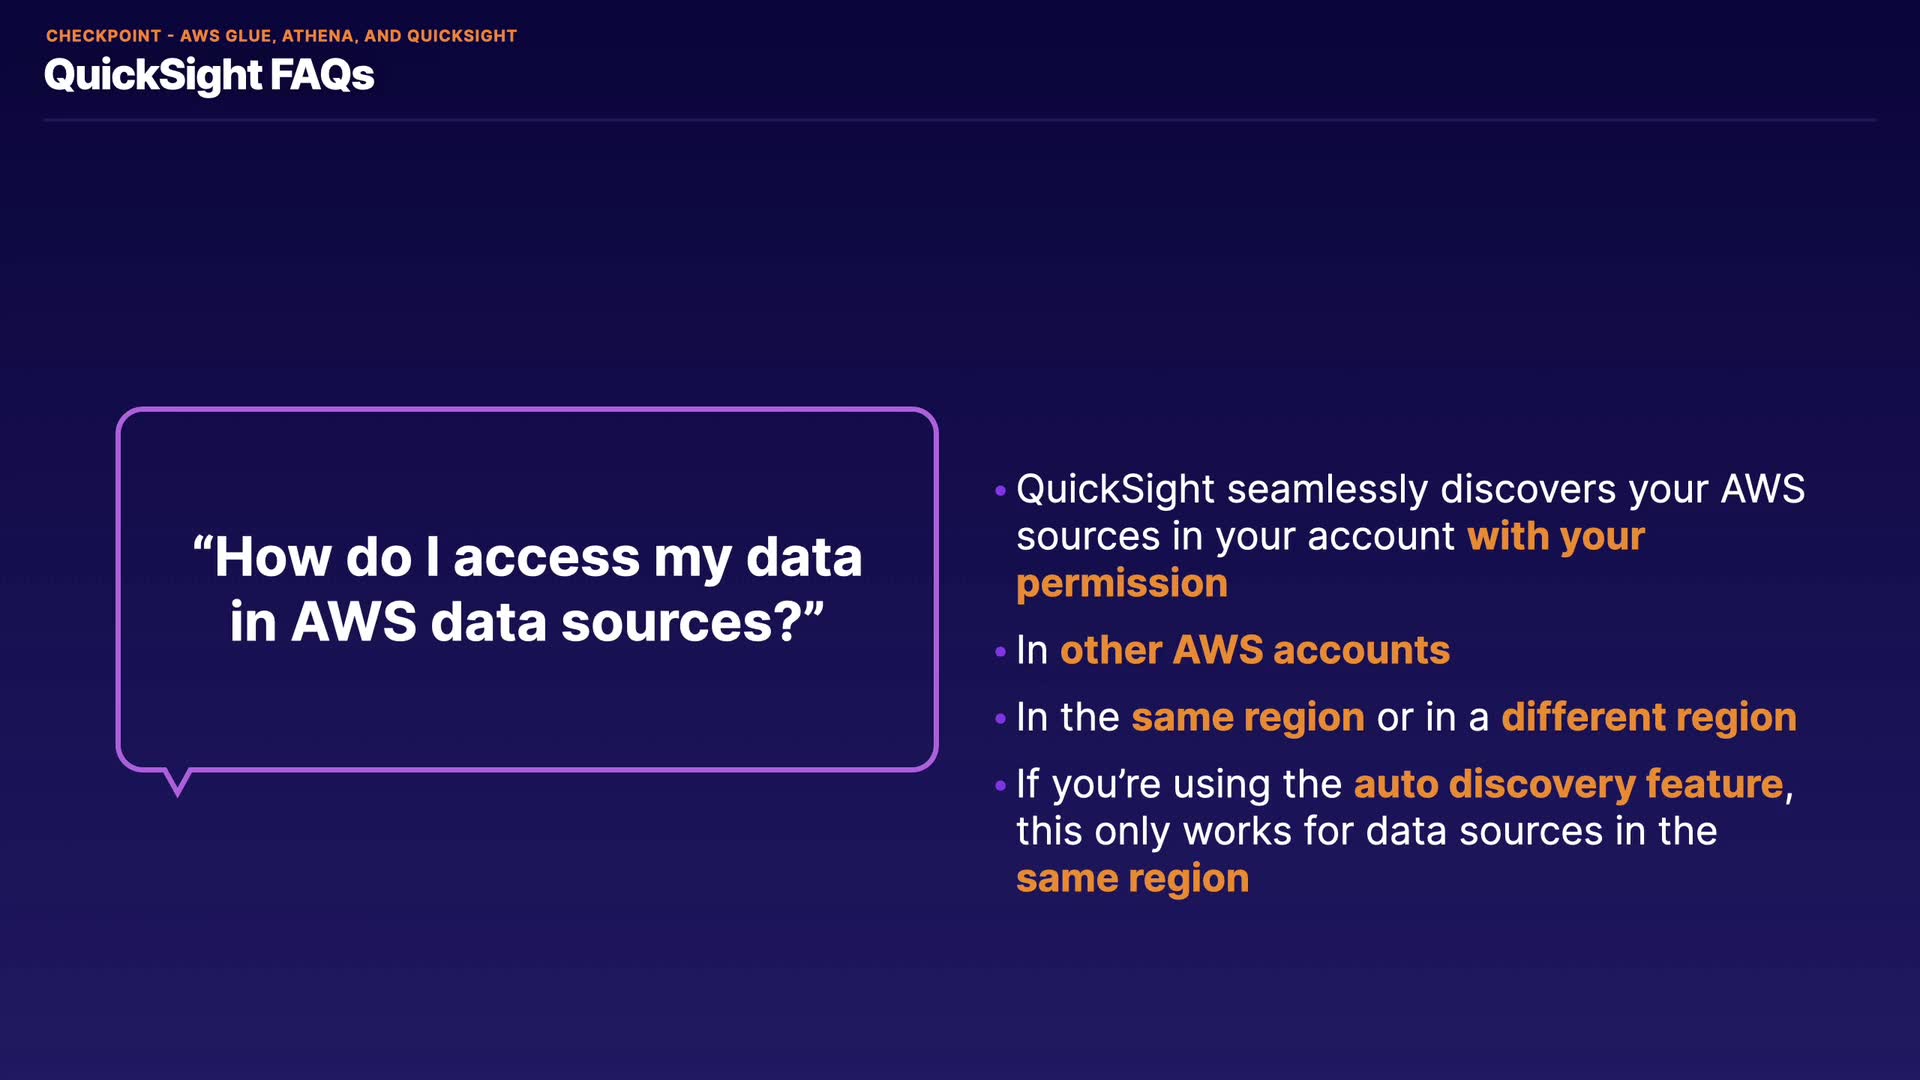 CHECKPOINT - AWS GLUE, ATHENA, AND QUICKSIGHT
QuickSight FAQs
“How do I access my data
in AWS data sources?”
• QuickSight seamlessly discovers your AWS
sources in your account with your
permission
• In other AWS accounts
• In the same region or in a different region
• If you’re using the auto discovery feature,
this only works for data sources in the
same region